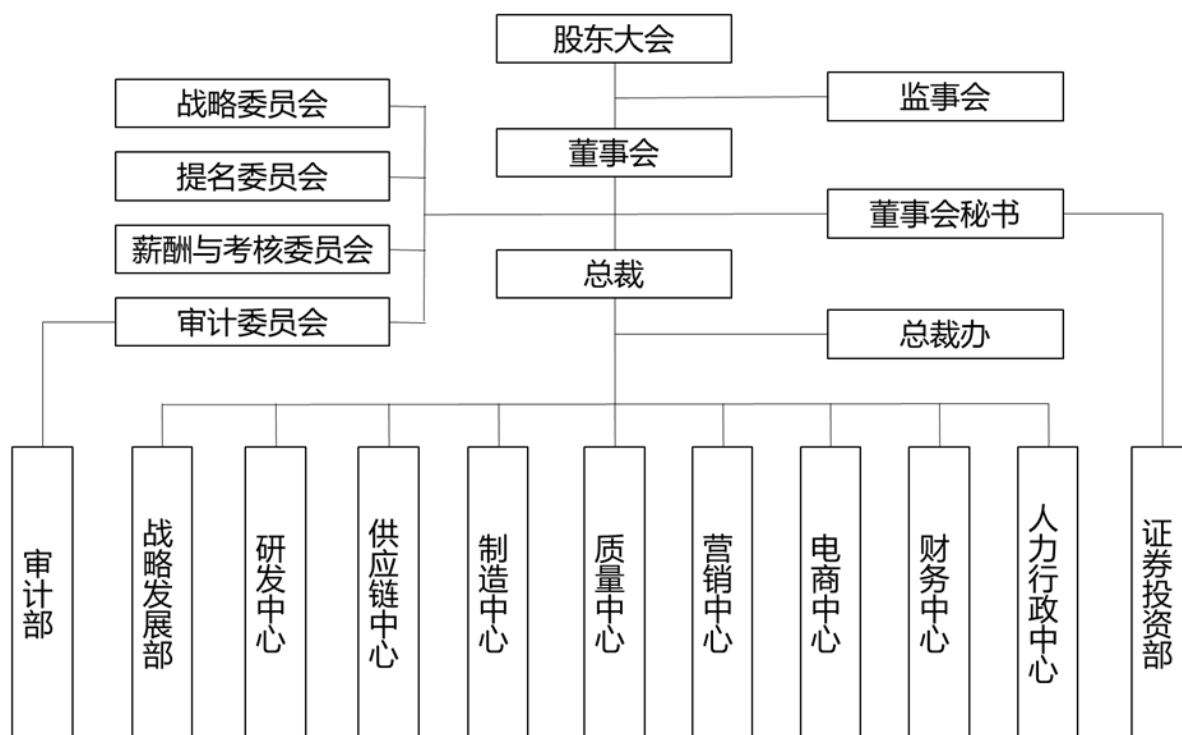 股东大会
监事会
战略委员会
董事会
提名委员会
董事会秘书
薪酬与考核委员会
总裁
审计委员会
总裁办
审计部
战略发展部
研发中心
供应链中心
制造中心
质量中心
营销中心
电商中心
财务中心
人力行政中心
证券投资部